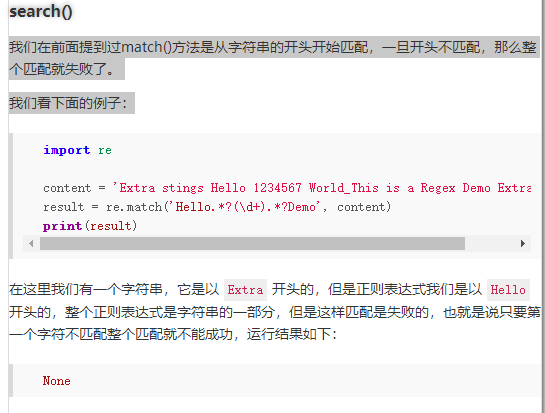 search()
我们在前面提到过match()方法是从字符串的开头开始匹配，一旦开头不匹配，那么整
个匹配就失败了。
我们看下面的例子：
import re
content = 'Extra stings Hello 1234567 World_This is a Regex Demo Extra
result = re.match('Hello.*?(\d+).*?Demo', content)
print(result)
在这里我们有一个字符串，它是以 Extra 开头的，但是正则表达式我们是以 Hello
开头的，整个正则表达式是字符串的一部分，但是这样匹配是失败的，也就是说只要第
一个字符不匹配整个匹配就不能成功，运行结果如下：
None